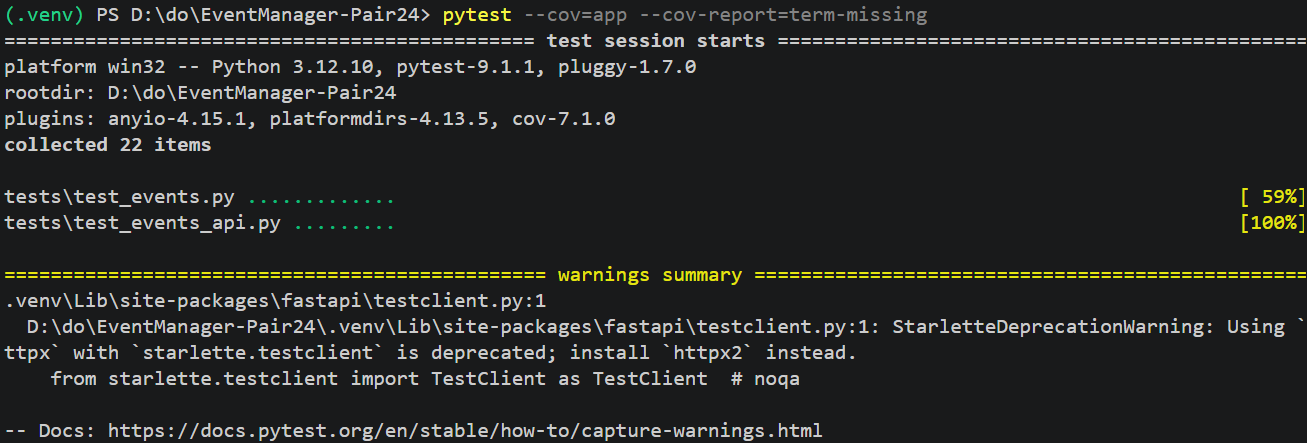 (.venv) PS D:\do\EventManager-Pair24> pytest --cov=app --cov-report=term-missing
============================================== test session starts ==============================================
platform win32 -- Python 3.12.10, pytest-9.1.1, pluggy-1.7.0
rootdir: D:\do\EventManager-Pair24
plugins: anyio-4.15.1, platformdirs-4.13.5, cov-7.1.0
collected 22 items
tests\test_events.py ............. [ 59%]
tests\test_events_api.py ......... [100%]
=============================================== warnings summary ================================================
.venv\Lib\site-packages\fastapi\testclient.py:1
D:\do\EventManager-Pair24\.venv\Lib\site-packages\fastapi\testclient.py:1: StarletteDeprecationWarning: Using `
ttpx` with `starlette.testclient` is deprecated; install `httpx2` instead.
from starlette.testclient import TestClient as TestClient # noqa
-- Docs: https://docs.pytest.org/en/stable/how-to/capture-warnings.html